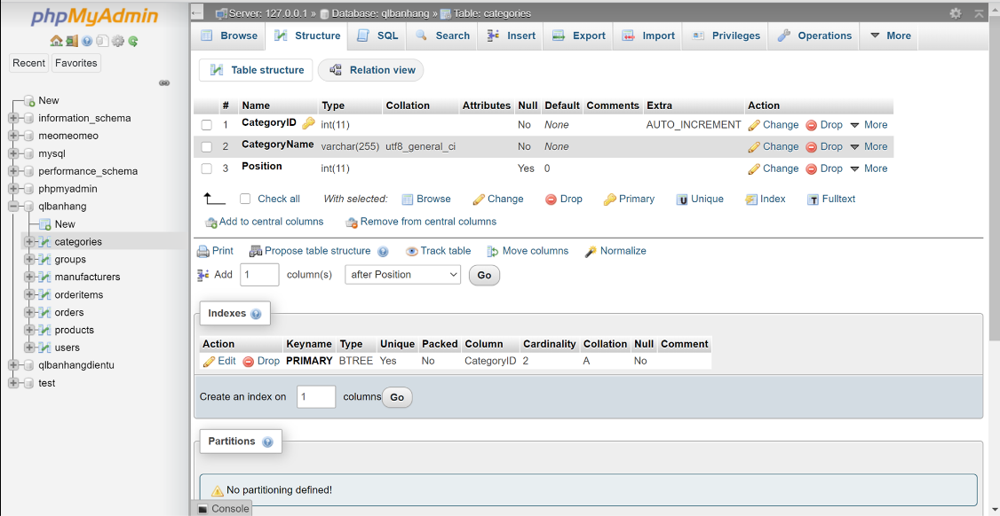 phpMyAdmin
Recent Favorites
New
information_schema
meomeomeo
mysql
performance_schema
phpmyadmin
qlbanhang
New
categories
groups
manufacturers
orderitems
orders
products
users
qlbanhangdientu
test
Server: 127.0.0.1 » Database: qlbanhang » Table: categories
Browse Structure SQL Search Insert Export Import Privileges Operations More
Table structure Relation view
# Name Type Collation Attributes Null Default Comments Extra Action
1 CategoryID int(11) No None AUTO_INCREMENT Change Drop More
2 CategoryName varchar(255) utf8_general_ci No None Change Drop More
3 Position int(11) Yes 0 Change Drop More
Check all With selected: Browse Change Drop Primary Unique Index Fulltext
Add to central columns Remove from central columns
Print Propose table structure Track table Move columns Normalize
Add 1 column(s) after Position Go
Indexes
Action Keyname Type Unique Packed Column Cardinality Collation Null Comment
Edit Drop PRIMARY BTREE Yes No CategoryID 2 A No
Create an index on 1 columns Go
Partitions
No partitioning defined!
Console